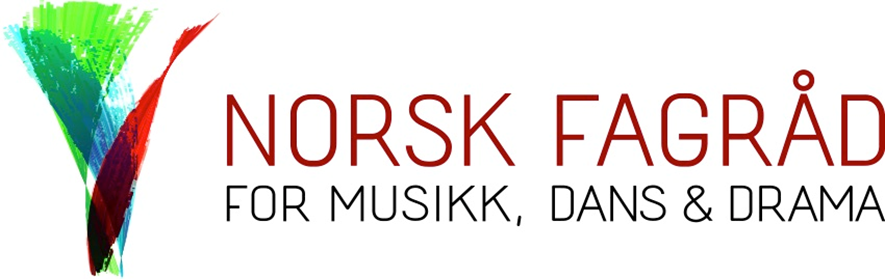 NORSK FAGRÅD
FOR MUSIKK, DANS & DRAMA